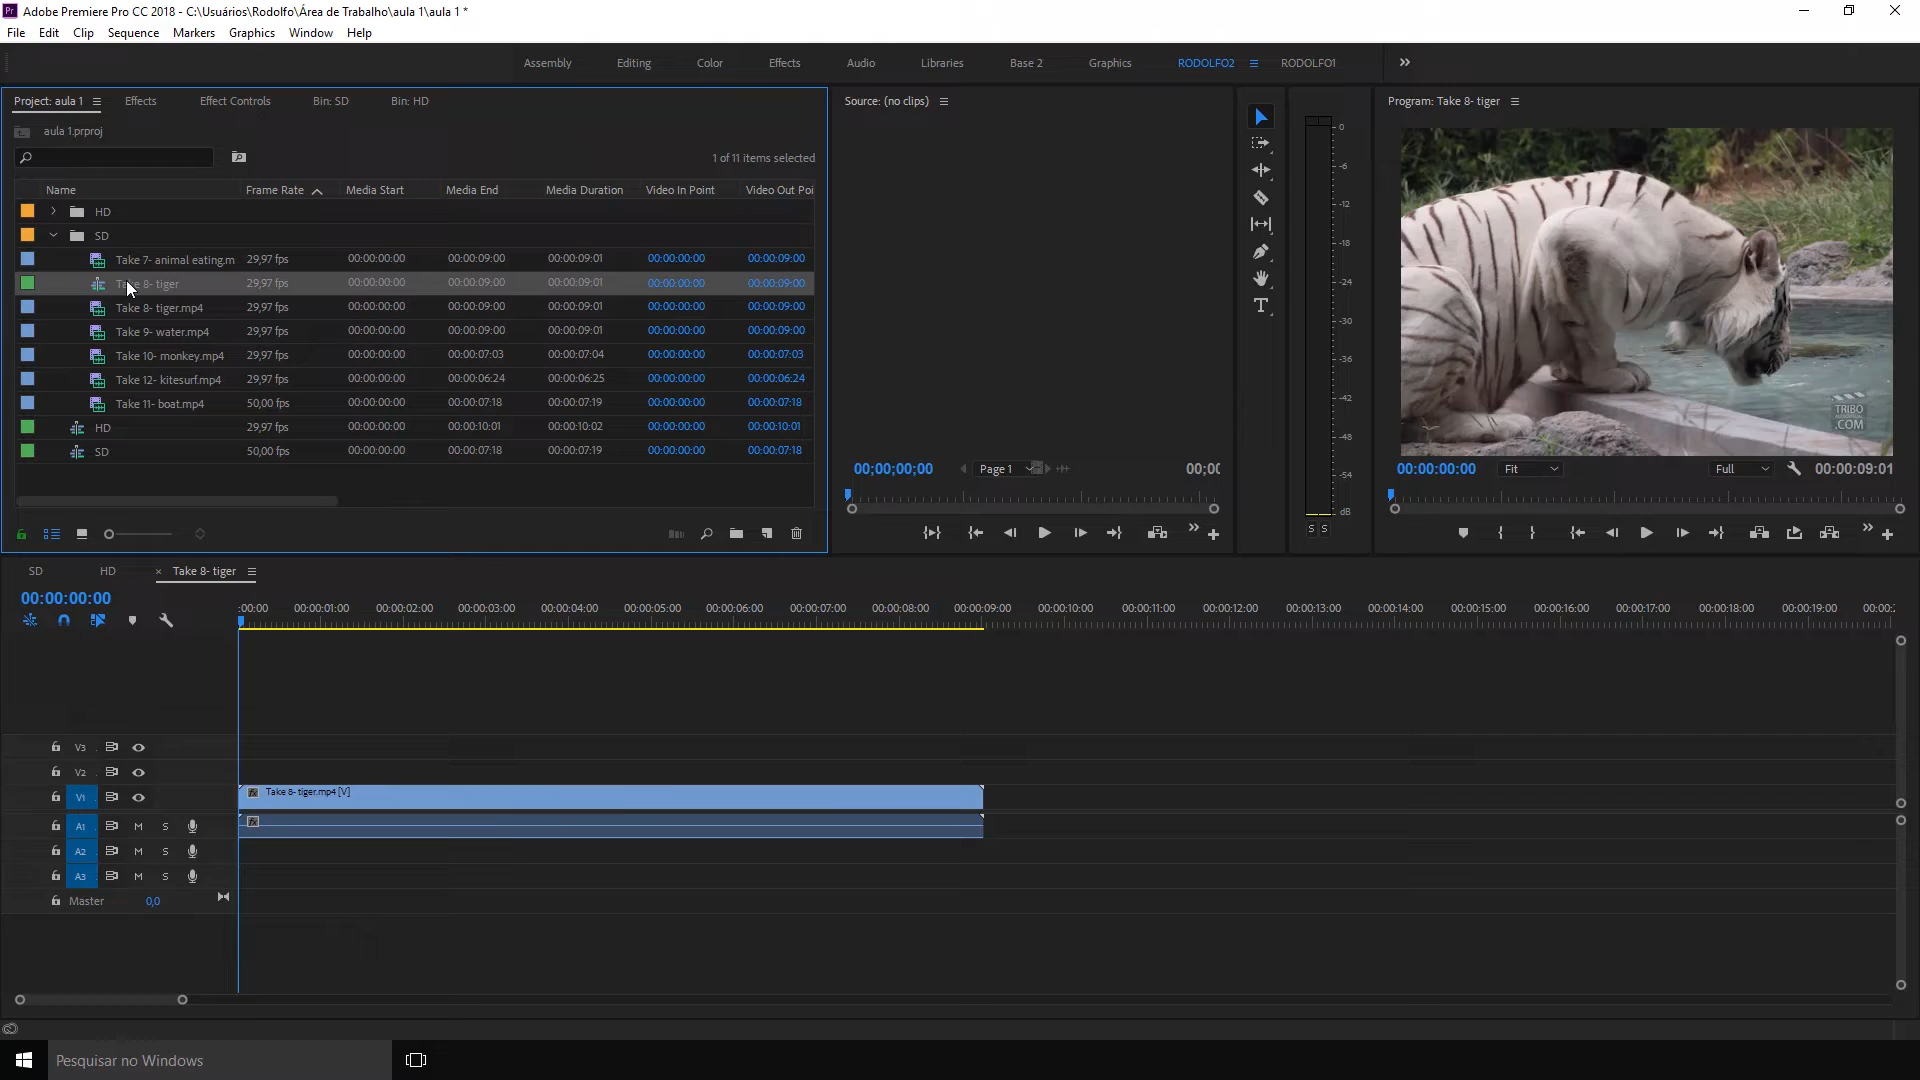 Adobe Premiere Pro CC 2018 - C:\Usuários\Rodolfo\Área de Trabalho\aula 1\aula 1 *
File Edit Clip Sequence Markers Graphics Window Help
Assembly Editing Color Effects Audio Libraries Base 2 Graphics RODOLFO2 RODOLFO1
Project: aula 1 Effects Effect Controls Bin: SD Bin: HD
aula 1.prproj
1 of 11 items selected
Name Frame Rate Media Start Media End Media Duration Video In Point Video Out Poi
HD
SD
Take 7- animal eating.m 29,97 fps 00:00:00:00 00:00:09:00 00:00:09:01 00:00:00:00 00:00:09:00
Take 8- tiger 29,97 fps 00:00:00:00 00:00:09:00 00:00:09:01 00:00:00:00 00:00:09:00
Take 8- tiger.mp4 29,97 fps 00:00:00:00 00:00:09:00 00:00:09:01 00:00:00:00 00:00:09:00
Take 9- water.mp4 29,97 fps 00:00:00:00 00:00:09:00 00:00:09:01 00:00:00:00 00:00:09:00
Take 10- monkey.mp4 29,97 fps 00:00:00:00 00:00:07:03 00:00:07:04 00:00:00:00 00:00:07:03
Take 12- kitesurf.mp4 29,97 fps 00:00:00:00 00:00:06:24 00:00:06:25 00:00:00:00 00:00:06:24
Take 11- boat.mp4 50,00 fps 00:00:00:00 00:00:07:18 00:00:07:19 00:00:00:00 00:00:07:18
HD 29,97 fps 00:00:00:00 00:00:10:01 00:00:10:02 00:00:00:00 00:00:10:01
SD 50,00 fps 00:00:00:00 00:00:07:18 00:00:07:19 00:00:00:00 00:00:07:18
Source: (no clips)
00;00;00;00 Page 1 00;00
0
-6
-12
-18
-24
-30
-36
-42
-48
-54
dB
S S
Program: Take 8- tiger
TRIBO
.COM
00:00:00:00 Fit Full 00:00:09:01
SD HD × Take 8- tiger
00:00:00:00
:00:00 00:00:01:00 00:00:02:00 00:00:03:00 00:00:04:00 00:00:05:00 00:00:06:00 00:00:07:00 00:00:08:00 00:00:09:00 00:00:10:00 00:00:11:00 00:00:12:00 00:00:13:00 00:00:14:00 00:00:15:00 00:00:16:00 00:00:17:00 00:00:18:00 00:00:19:00 00:00:2
V3
V2
V1 Take 8- tiger.mp4 [V]
A1 M S
A2 M S
A3 M S
Master 0,0
Pesquisar no Windows